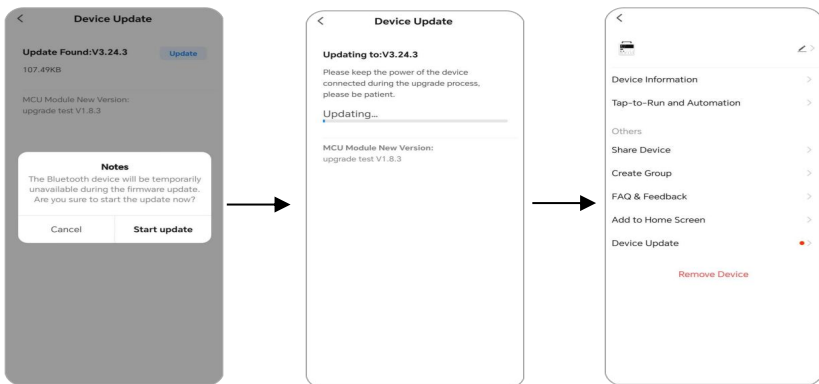 Device Update
Update Found:V3.24.3
Update
107.49KB
MCU Module New Version:
upgrade test V1.8.3
Notes
The Bluetooth device will be temporarily
unavailable during the firmware update.
Are you sure to start the update now?
Cancel
Start update
Device Update
Updating to:V3.24.3
Please keep the power of the device
connected during the upgrade process,
please be patient.
Updating...
MCU Module New Version:
upgrade test V1.8.3
Device Information
Tap-to-Run and Automation
Others
Share Device
Create Group
FAQ & Feedback
Add to Home Screen
Device Update
Remove Device